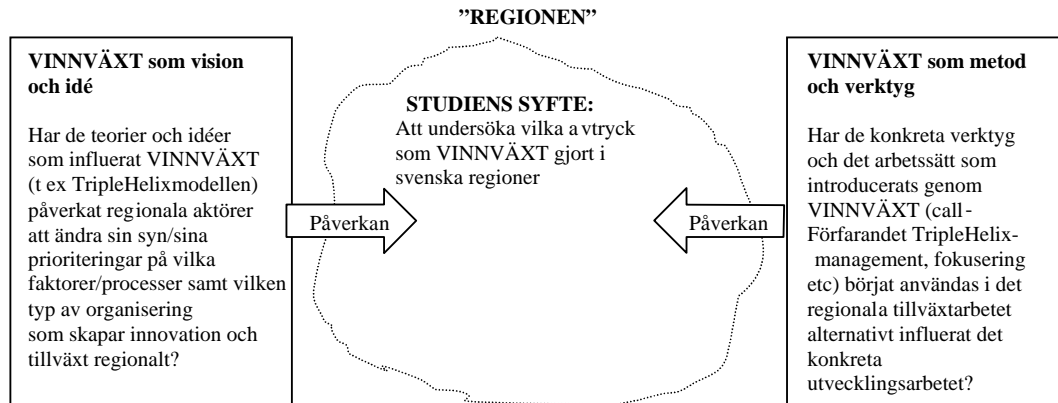 ”REGIONEN”
VINNVÄXT som vision
och idé
Har de teorier och idéer
som influerat VINNVÄXT
(t ex TripleHelixmodellen)
påverkat regionala aktörer
att ändra sin syn/sina
prioriteringar på vilka
faktorer/processer samt vilken
typ av organisering
som skapar innovation och
tillväxt regionalt?
Påverkan
STUDIENS SYFTE:
Att undersöka vilka a vtryck
som VINNVÄXT gjort i
svenska regioner
Påverkan
VINNVÄXT som metod
och verktyg
Har de konkreta verktyg
och det arbetssätt som
introducerats genom
VINNVÄXT (call-
Förfarandet TripleHelix-
management, fokusering
etc) börjat användas i det
regionala tillväxtarbetet
alternativt influerat det
konkreta
utvecklingsarbetet?